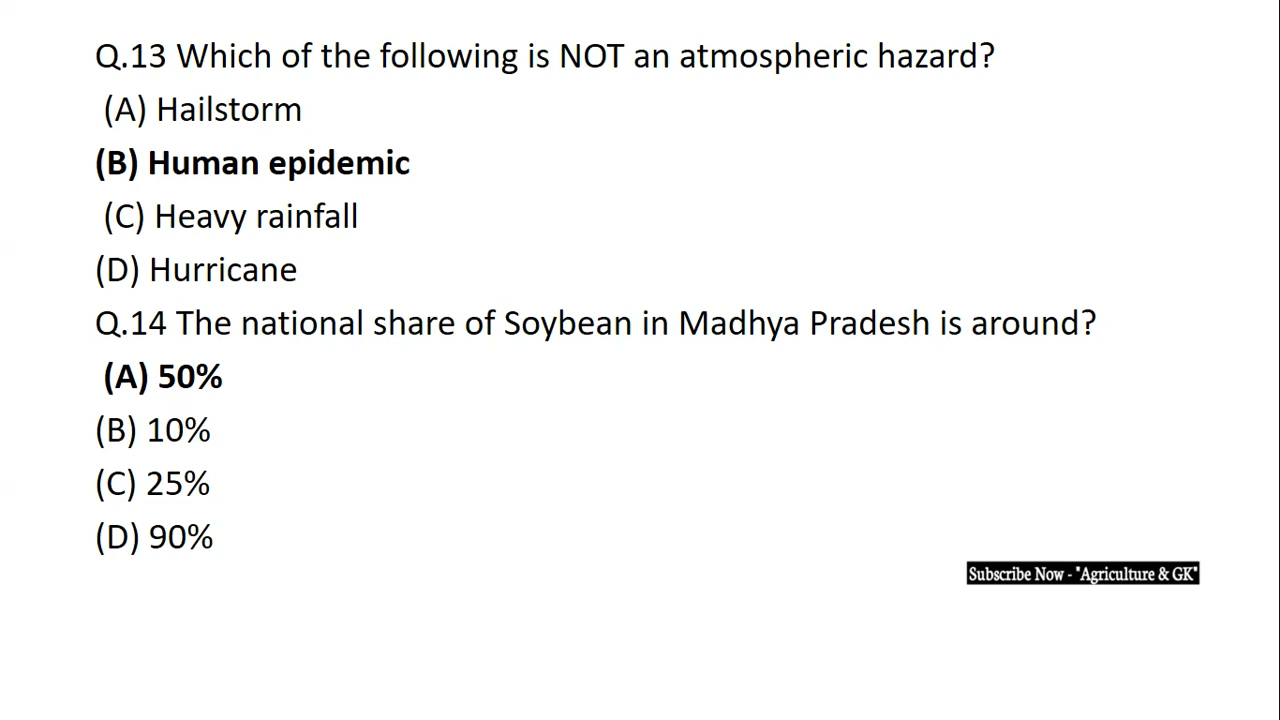 Q.13 Which of the following is NOT an atmospheric hazard?
(A) Hailstorm
(B) Human epidemic
(C) Heavy rainfall
(D) Hurricane
Q.14 The national share of Soybean in Madhya Pradesh is around?
(A) 50%
(B) 10%
(C) 25%
(D) 90%
Subscribe Now - "Agriculture & GK"